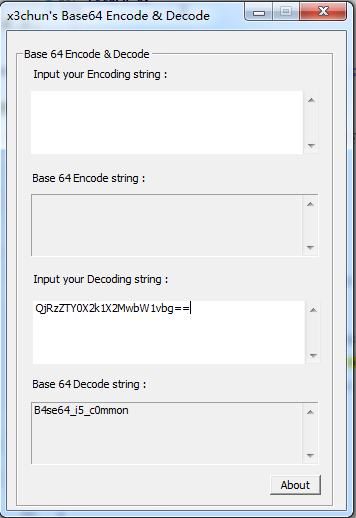 x3chun's Base64 Encode & Decode
Base 64 Encode & Decode
Input your Encoding string :
Base 64 Encode string :
Input your Decoding string :
QjRzZTY0X2k1X2MwbW1vbg==
Base 64 Decode string :
B4se64_i5_c0mmon
About